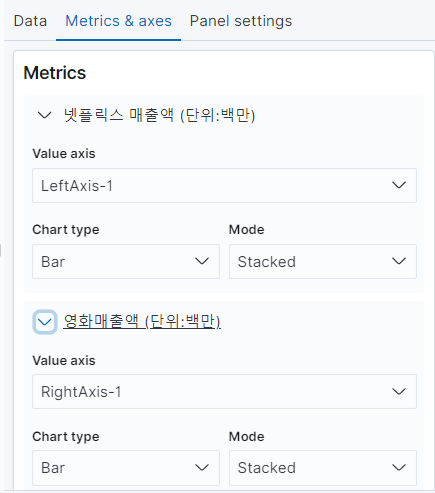 Data Metrics & axes Panel settings
Metrics
넷플릭스 매출액 (단위:백만)
Value axis
LeftAxis-1
Chart type Mode
Bar Stacked
영화매출액 (단위:백만)
Value axis
RightAxis-1
Chart type Mode
Bar Stacked